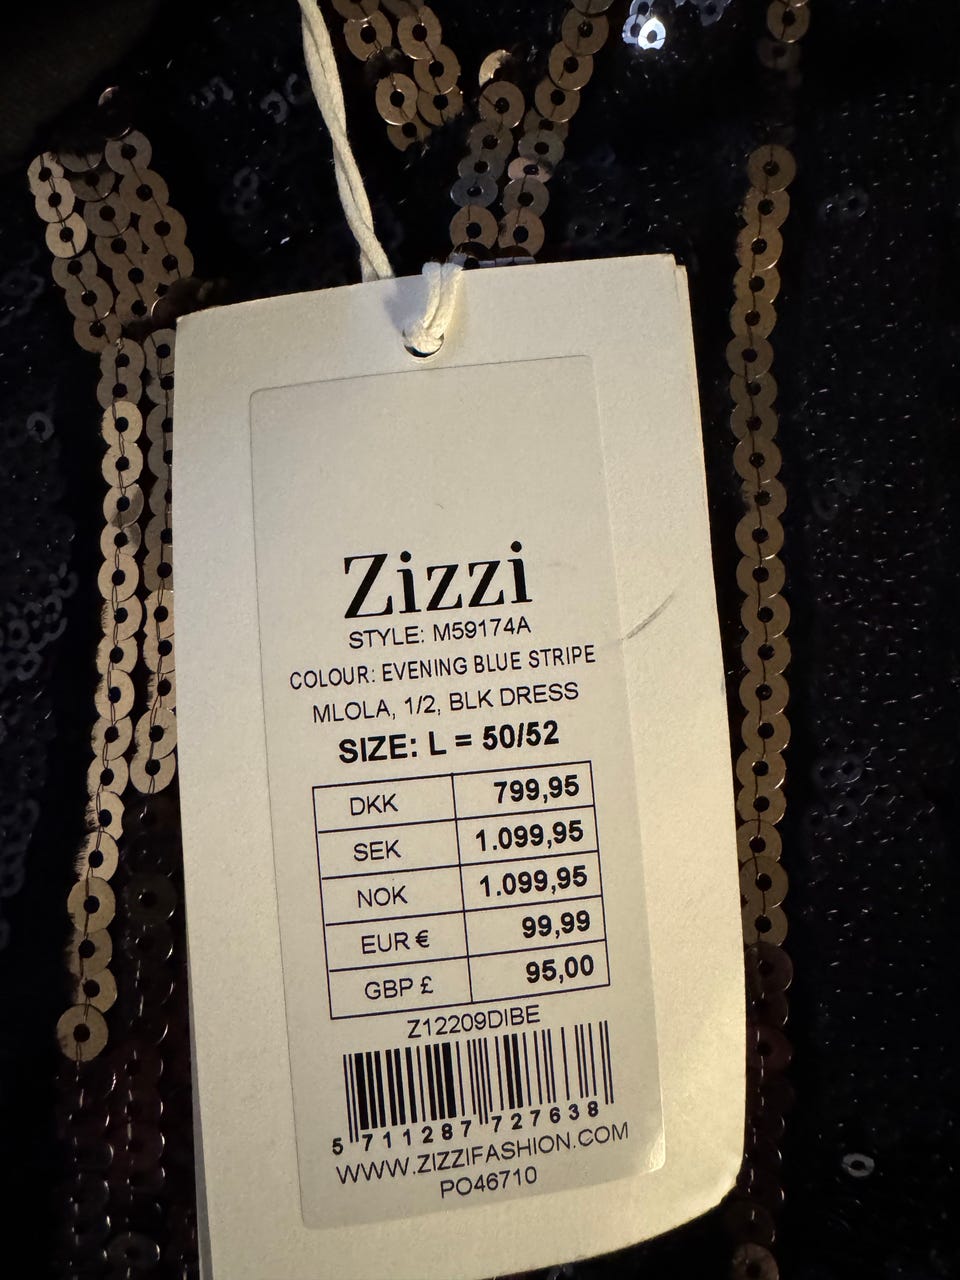 Zizzi
STYLE: M59174A
COLOUR: EVENING BLUE STRIPE
MLOLA, 1/2, BLK DRESS
SIZE: L = 50/52
DKK 799,95
SEK 1.099,95
NOK 1.099,95
EUR € 99,99
GBP £ 95,00
Z12209DIBE
5 711287 727638
WWW.ZIZZIFASHION.COM
PO46710